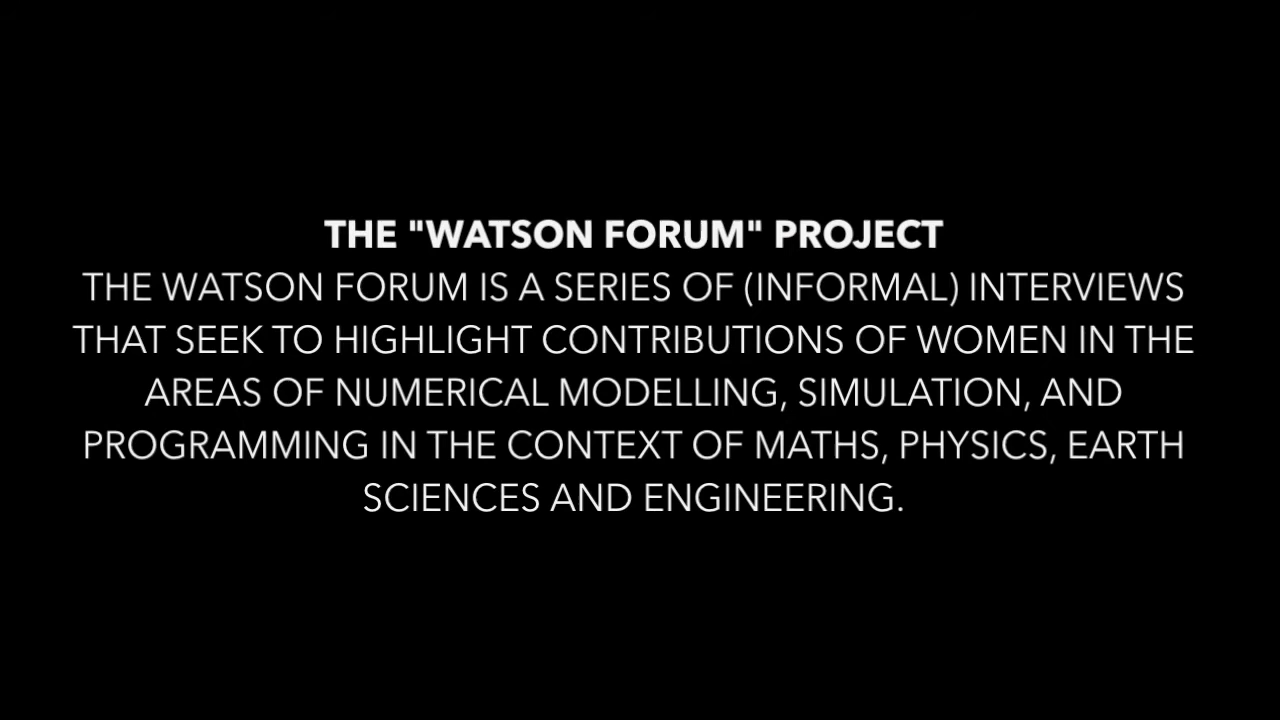 THE "WATSON FORUM" PROJECT
THE WATSON FORUM IS A SERIES OF (INFORMAL) INTERVIEWS
THAT SEEK TO HIGHLIGHT CONTRIBUTIONS OF WOMEN IN THE
AREAS OF NUMERICAL MODELLING, SIMULATION, AND
PROGRAMMING IN THE CONTEXT OF MATHS, PHYSICS, EARTH
SCIENCES AND ENGINEERING.